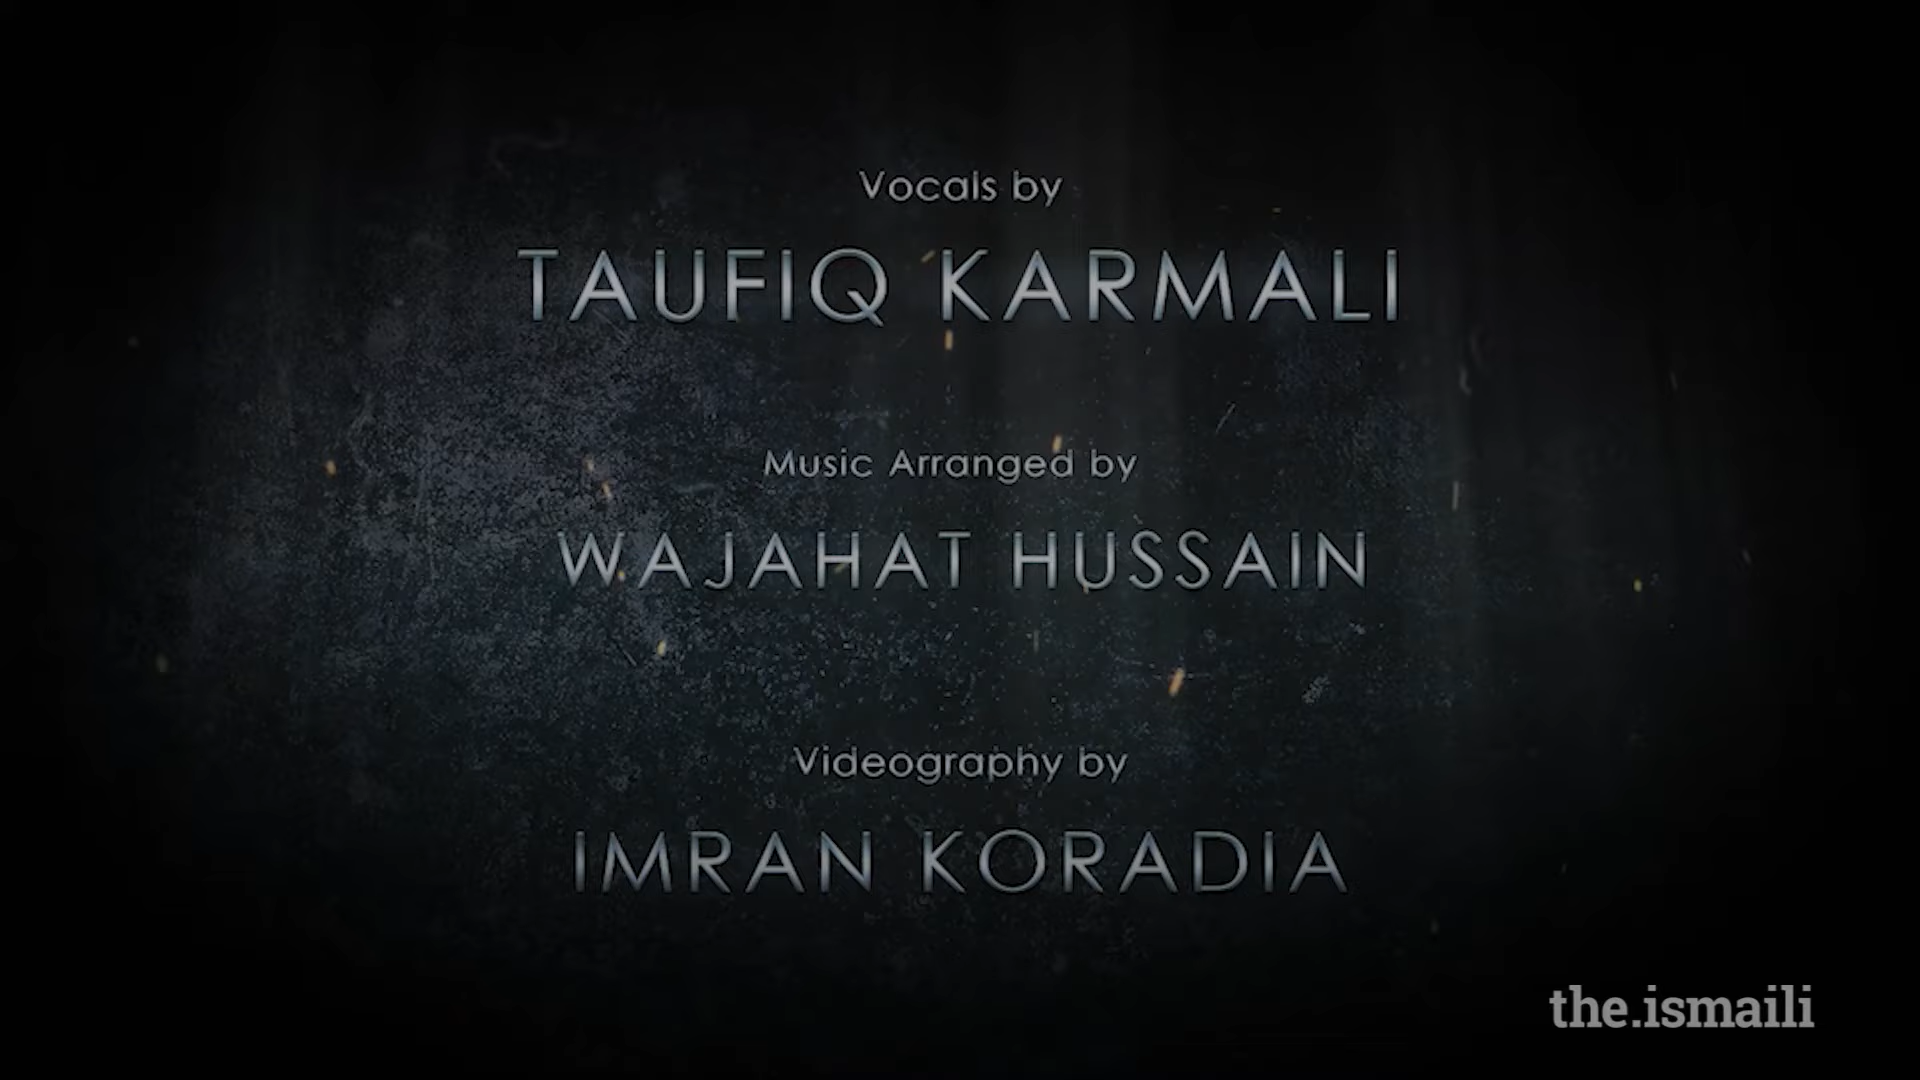 Vocals by
TAUFIQ KARMALI
Music Arranged by
WAJAHAT HUSSAIN
Videography by
IMRAN KORADIA
the.ismaili